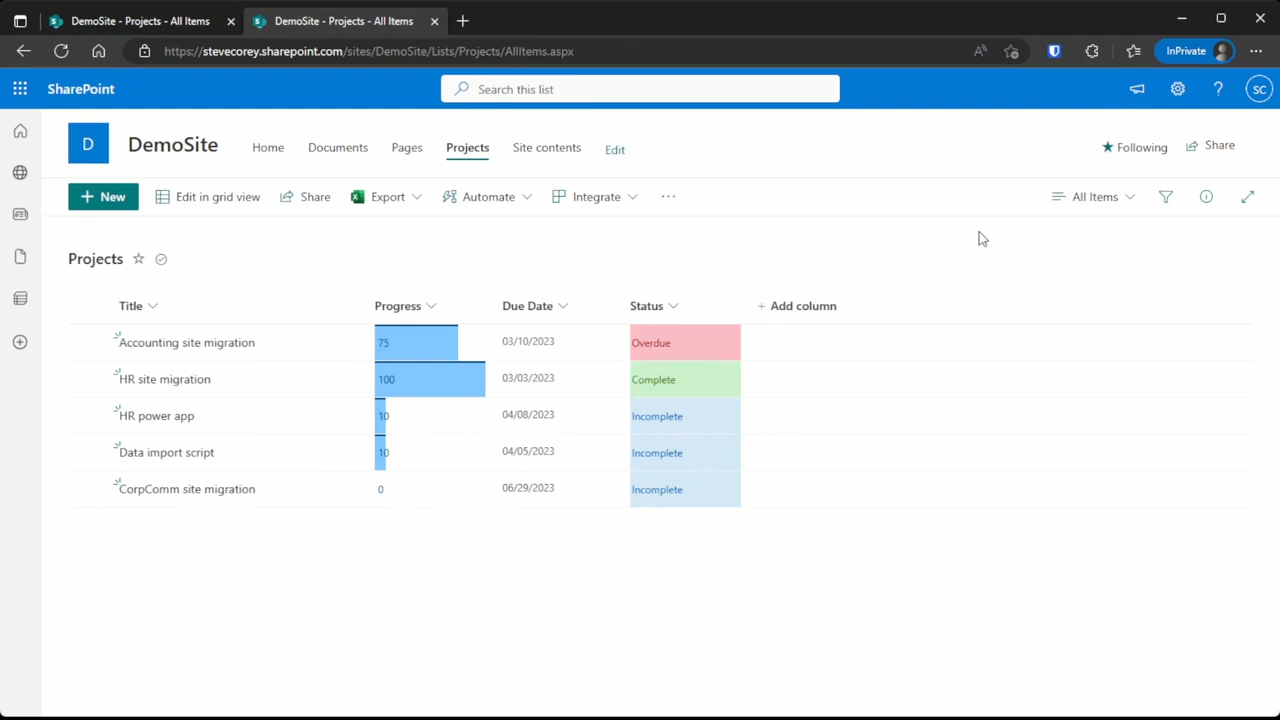 DemoSite - Projects - All Items
DemoSite - Projects - All Items
https://stevecorey.sharepoint.com/sites/DemoSite/Lists/Projects/AllItems.aspx
InPrivate
SharePoint
Search this list
SC
D
DemoSite
Home
Documents
Pages
Projects
Site contents
Edit
Following
Share
New
Edit in grid view
Share
Export
Automate
Integrate
All Items
Projects
Title Progress Due Date Status + Add column
Accounting site migration 75 03/10/2023 Overdue
HR site migration 100 03/03/2023 Complete
HR power app 10 04/08/2023 Incomplete
Data import script 10 04/05/2023 Incomplete
CorpComm site migration 0 06/29/2023 Incomplete